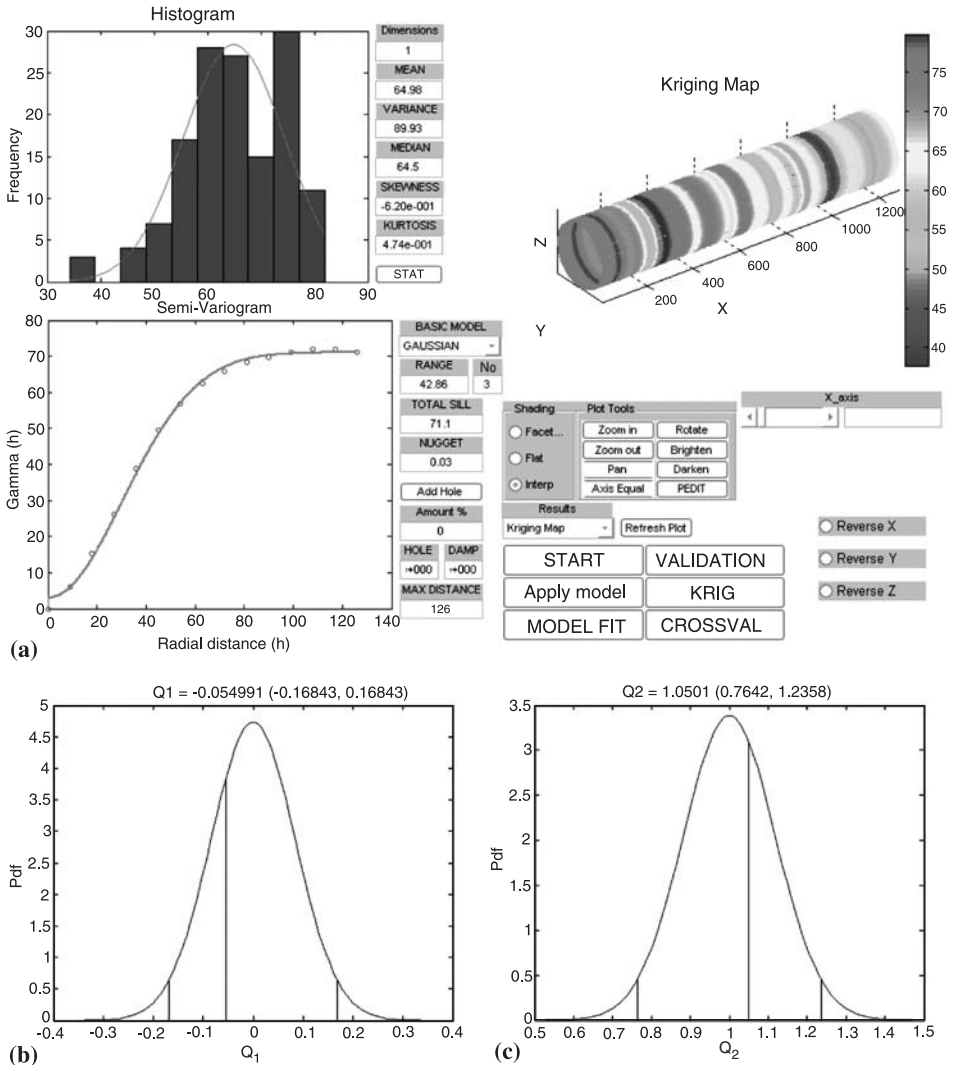 Histogram
30
25
20
15
10
5
0
Frequency
30
40
50
60
70
80
90
Dimensions
1
MEAN
64.98
VARIANCE
89.93
MEDIAN
64.5
SKEWNESS
-6.20e-001
KURTOSIS
4.74e-001
STAT
Kriging Map
Z
Y
X
200
400
600
800
1000
1200
75
70
65
60
55
50
45
40
Semi-Variogram
80
70
60
50
40
30
20
10
0
Gamma (h)
0
20
40
60
80
100
120
140
Radial distance (h)
BASIC MODEL
GAUSSIAN
RANGE
No
42.86
3
TOTAL SILL
71.1
NUGGET
0.03
Add Hole
Amount %
0
HOLE
DAMP
+000
+000
MAX DISTANCE
126
Shading
Facet...
Flat
Interp
Plot Tools
Zoom in
Rotate
Zoom out
Brighten
Pan
Darken
Axis Equal
PEDIT
X_axis
Results
Kriging Map
Refresh Plot
START
VALIDATION
Apply model
KRIG
MODEL FIT
CROSSVAL
Reverse X
Reverse Y
Reverse Z
(a)
Q1 = -0.054991 (-0.16843, 0.16843)
5
4.5
4
3.5
3
2.5
2
1.5
1
0.5
0
Pdf
-0.4
-0.3
-0.2
-0.1
0
0.1
0.2
0.3
0.4
Q1
(b)
Q2 = 1.0501 (0.7642, 1.2358)
3.5
3
2.5
2
1.5
1
0.5
0
Pdf
0.5
0.6
0.7
0.8
0.9
1
1.1
1.2
1.3
1.4
1.5
Q2
(c)